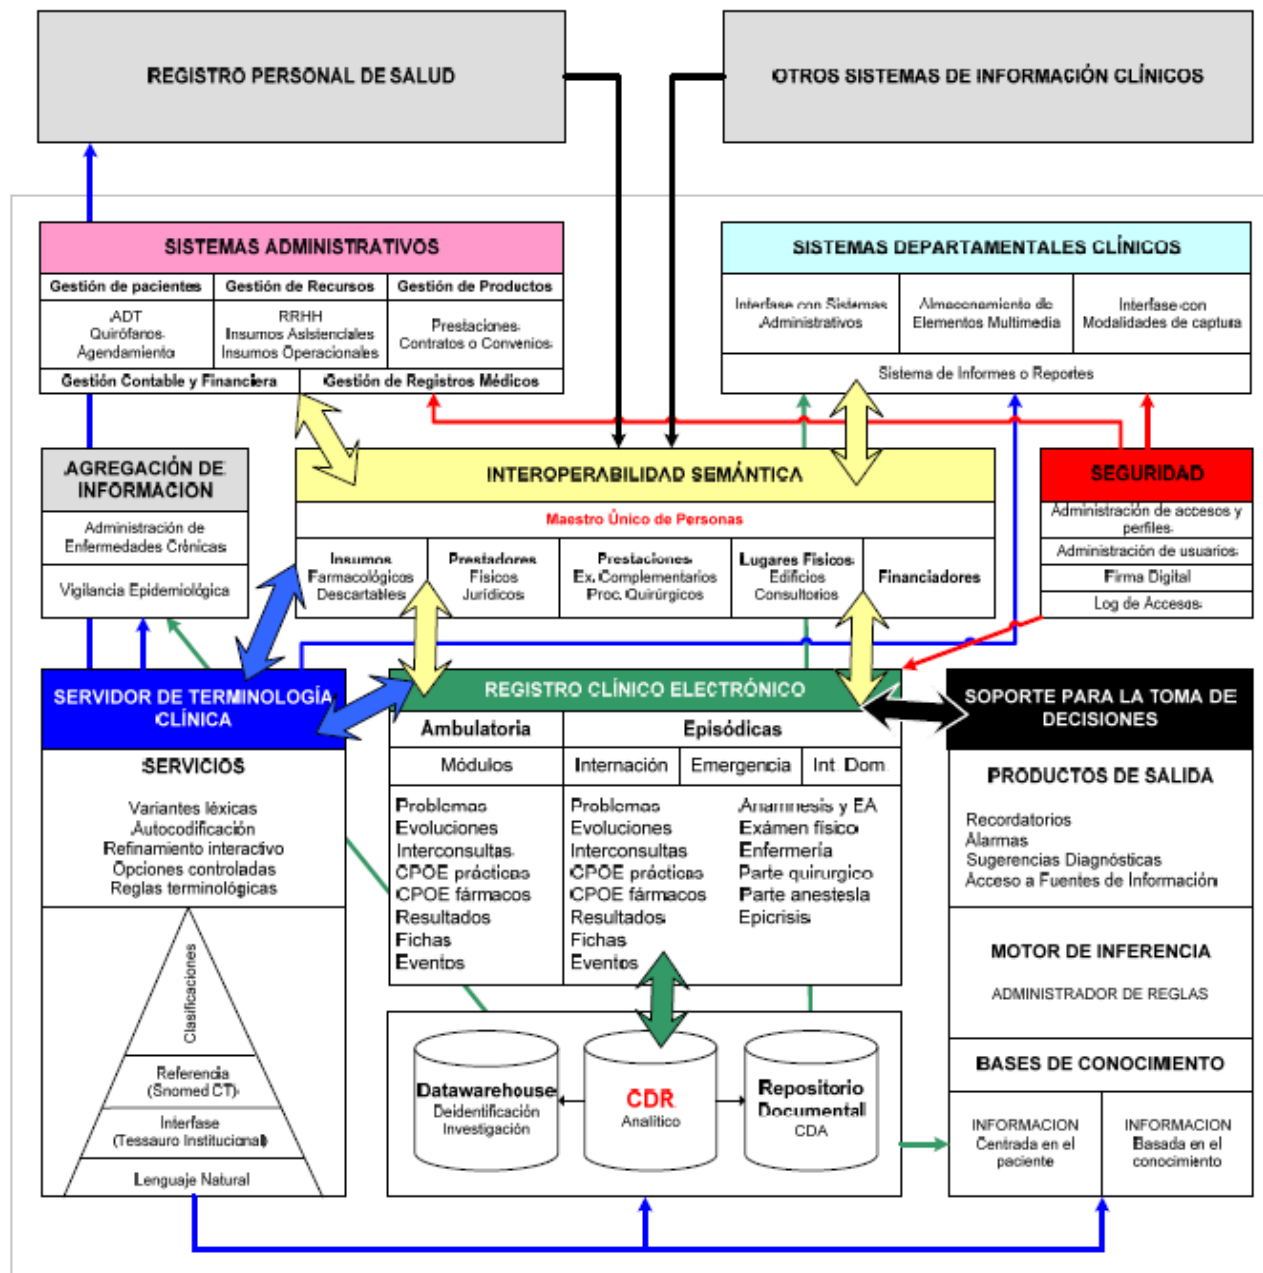 REGISTRO PERSONAL DE SALUD
OTROS SISTEMAS DE INFORMACIÓN CLÍNICOS
SISTEMAS ADMINISTRATIVOS
Gestión de pacientes
Gestión de Recursos
Gestión de Productos
ADT
Quirófanos
Agendamiento
RRHH
Insumos Asistenciales
Insumos Operacionales
Prestaciones
Contratos o Convenios
Gestión Contable y Financiera
Gestión de Registros Médicos
SISTEMAS DEPARTAMENTALES CLÍNICOS
Interfase con Sistemas
Administrativos
Almacenamiento de
Elementos Multimedia
Interfase con
Modalidades de captura
Sistema de Informes o Reportes
AGREGACIÓN DE
INFORMACION
Administración de
Enfermedades Crónicas
Vigilancia Epidemiológica
INTEROPERABILIDAD SEMÁNTICA
Maestro Único de Personas
Insumos
Farmacológicos
Descartables
Prestadores
Físicos
Jurídicos
Prestaciones
Ex. Complementarios
Proc. Quirúrgicos
Lugares Físicos
Edificios
Consultorios
Financiadores
SEGURIDAD
Administración de accesos y
perfiles
Administración de usuarios
Firma Digital
Log de Accesos
SERVIDOR DE TERMINOLOGÍA
CLÍNICA
SERVICIOS
Variantes léxicas
Autocodificación
Refinamiento interactivo
Opciones controladas
Reglas terminológicas
Clasificaciones
Referencia
(Snomed CT)
Interfase
(Tessauro Institucional)
Lenguaje Natural
REGISTRO CLÍNICO ELECTRÓNICO
Ambulatoria
Episódicas
Módulos
Internación
Emergencia
Int. Dom.
Problemas
Evoluciones
Interconsultas
CPOE prácticas
CPOE fármacos
Resultados
Fichas
Eventos
Problemas
Evoluciones
Interconsultas
CPOE prácticas
CPOE fármacos
Resultados
Fichas
Eventos
Anamnesis y EA
Exámen físico
Enfermería
Parte quirurgico
Parte anestesia
Epicrisis
Datawarehouse
Deidentificación
Investigación
CDR
Analítico
Repositorio
Documental
CDA
SOPORTE PARA LA TOMA DE
DECISIONES
PRODUCTOS DE SALIDA
Recordatorios
Alarmas
Sugerencias Diagnósticas
Acceso a Fuentes de Información
MOTOR DE INFERENCIA
ADMINISTRADOR DE REGLAS
BASES DE CONOCIMIENTO
INFORMACION
Centrada en el
paciente
INFORMACION
Basada en el
conocimiento